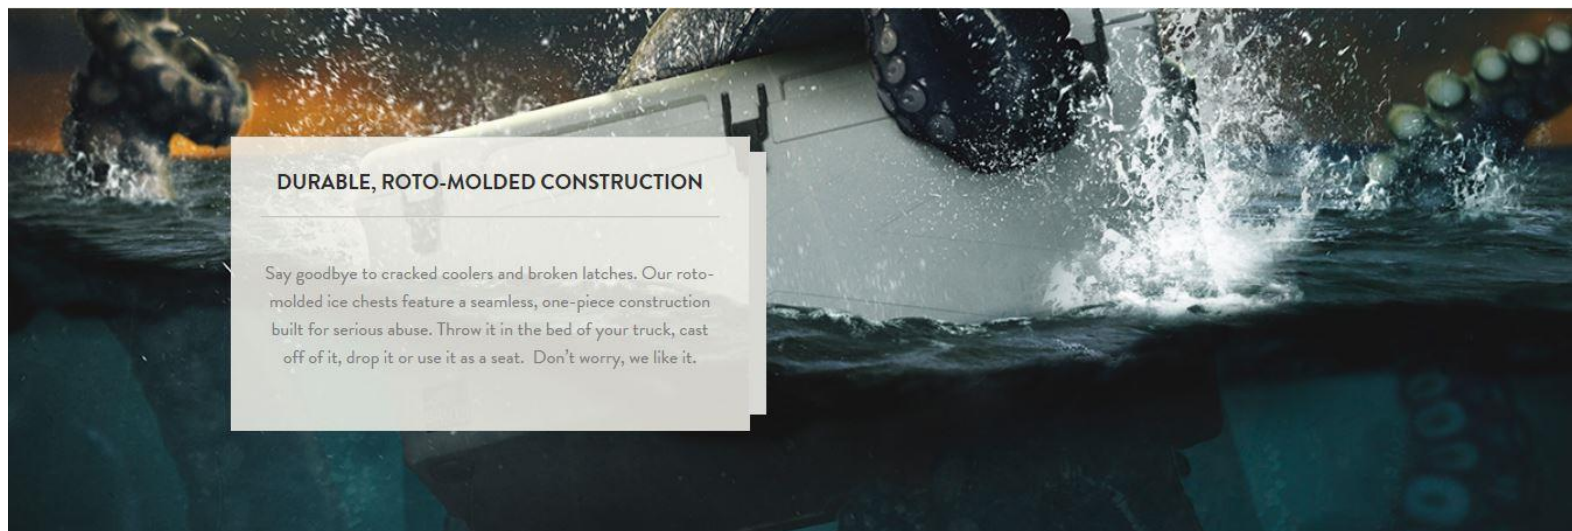 DURABLE, ROTO-MOLDED CONSTRUCTION
Say goodbye to cracked coolers and broken latches. Our roto-
molded ice chests feature a seamless, one-piece construction
built for serious abuse. Throw it in the bed of your truck, cast
off of it, drop it or use it as a seat.  Don't worry, we like it.